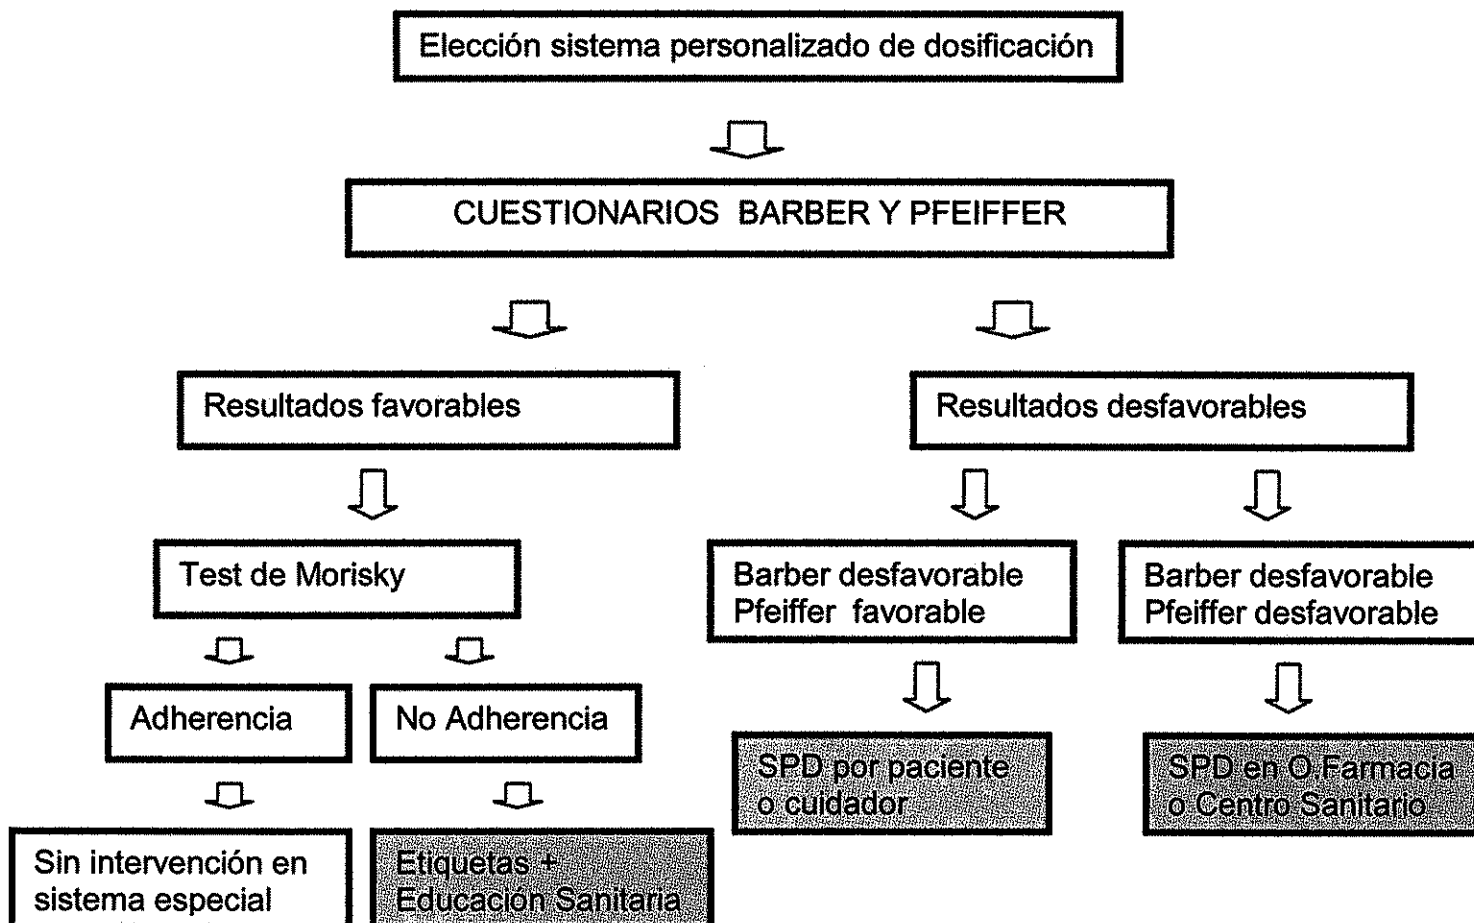 Elección sistema personalizado de dosificación
CUESTIONARIOS BARBER Y PFEIFFER
Resultados favorables
Resultados desfavorables
Test de Morisky
Barber desfavorable
Pfeiffer favorable
Barber desfavorable
Pfeiffer desfavorable
Adherencia
No Adherencia
SPD por paciente
o cuidador
SPD en O.Farmacia
o Centro Sanitario
Sin intervención en
sistema especial
Etiquetas +
Educación Sanitaria